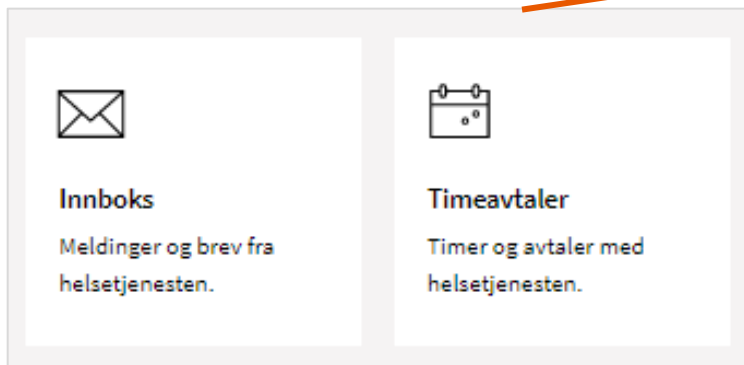 Innboks
Meldinger og brev fra
helsetjenesten.
Timeavtaler
Timer og avtaler med
helsetjenesten.